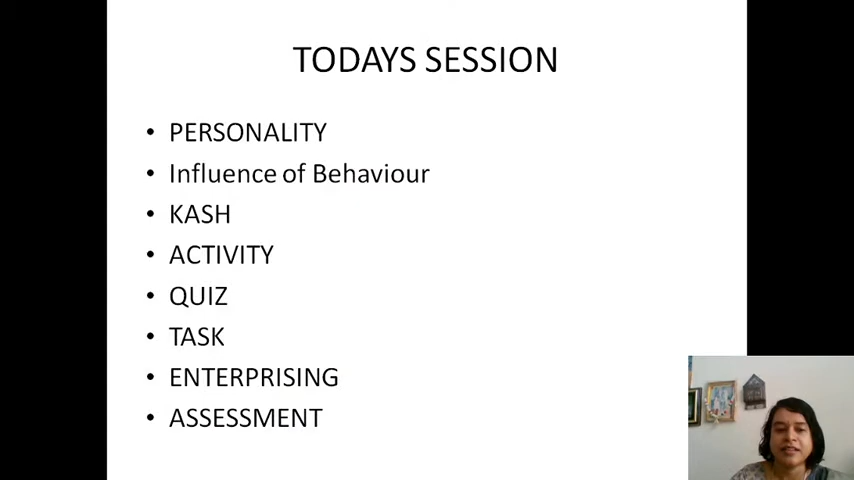 TODAYS SESSION
• PERSONALITY
• Influence of Behaviour
• KASH
• ACTIVITY
• QUIZ
• TASK
• ENTERPRISING
• ASSESSMENT